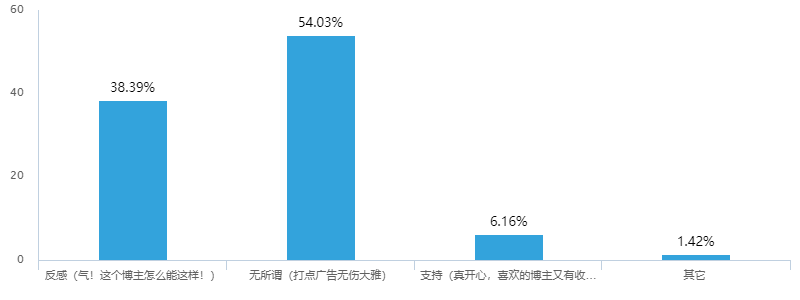 60
54.03%
38.39%
40
20
6.16%
1.42%
0
反感（气！这个博主怎么能这样！）
无所谓（打点广告无伤大雅）
支持（真开心，喜欢的博主又有收…
其它